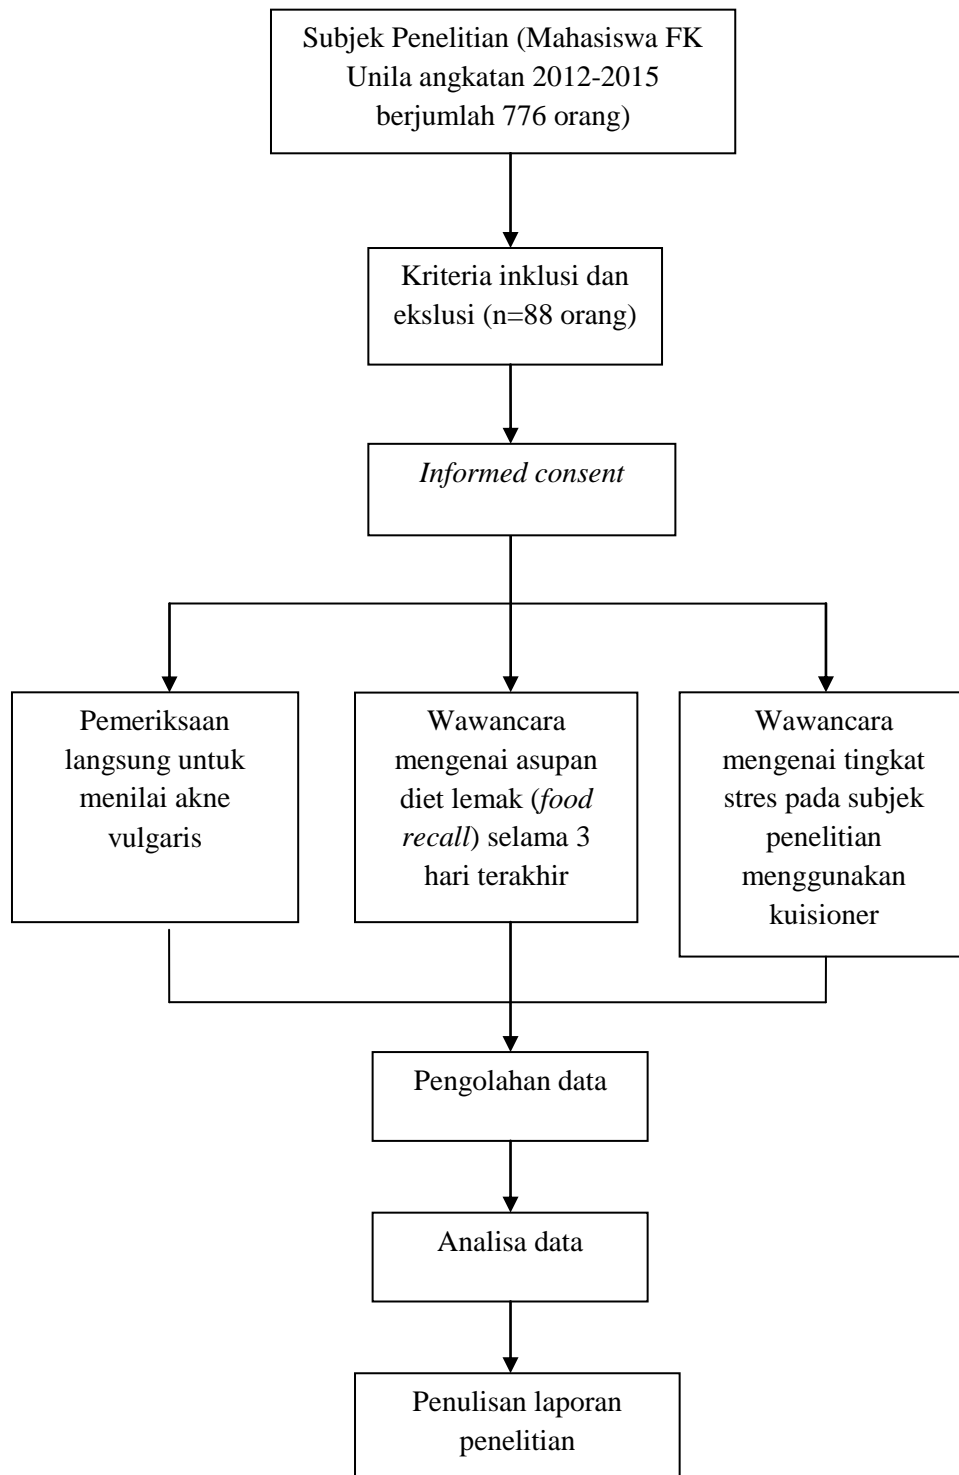 Subjek Penelitian (Mahasiswa FK
Unila angkatan 2012-2015
berjumlah 776 orang)
Kriteria inklusi dan
ekslusi (n=88 orang)
Informed consent
Pemeriksaan
langsung untuk
menilai akne
vulgaris
Wawancara
mengenai asupan
diet lemak (food
recall) selama 3
hari terakhir
Wawancara
mengenai tingkat
stres pada subjek
penelitian
menggunakan
kuisioner
Pengolahan data
Analisa data
Penulisan laporan
penelitian